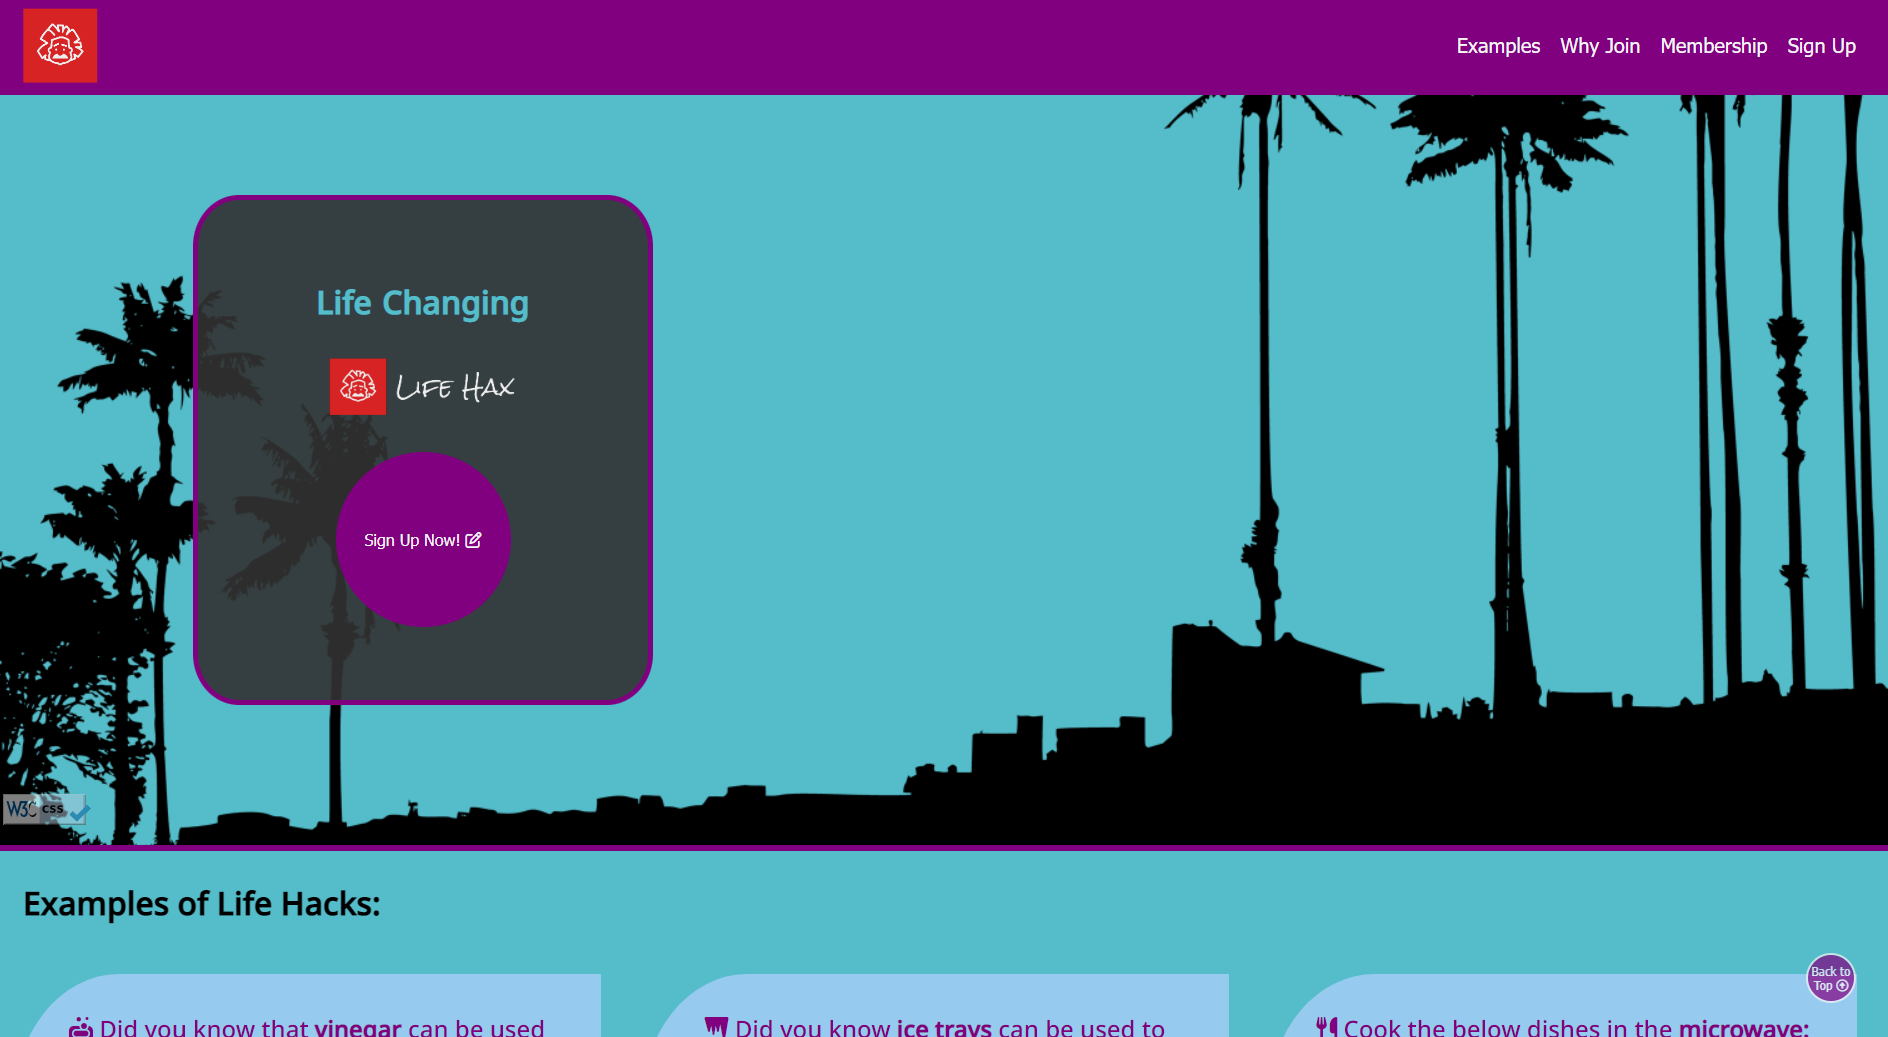 Examples Why Join Membership Sign Up
Life Changing
Life Hax
Sign Up Now!
W3C css
Examples of Life Hacks:
Back to
Top
Did you know that vinegar can be used
Did you know ice trays can be used to
Cook the below dishes in the microwave: